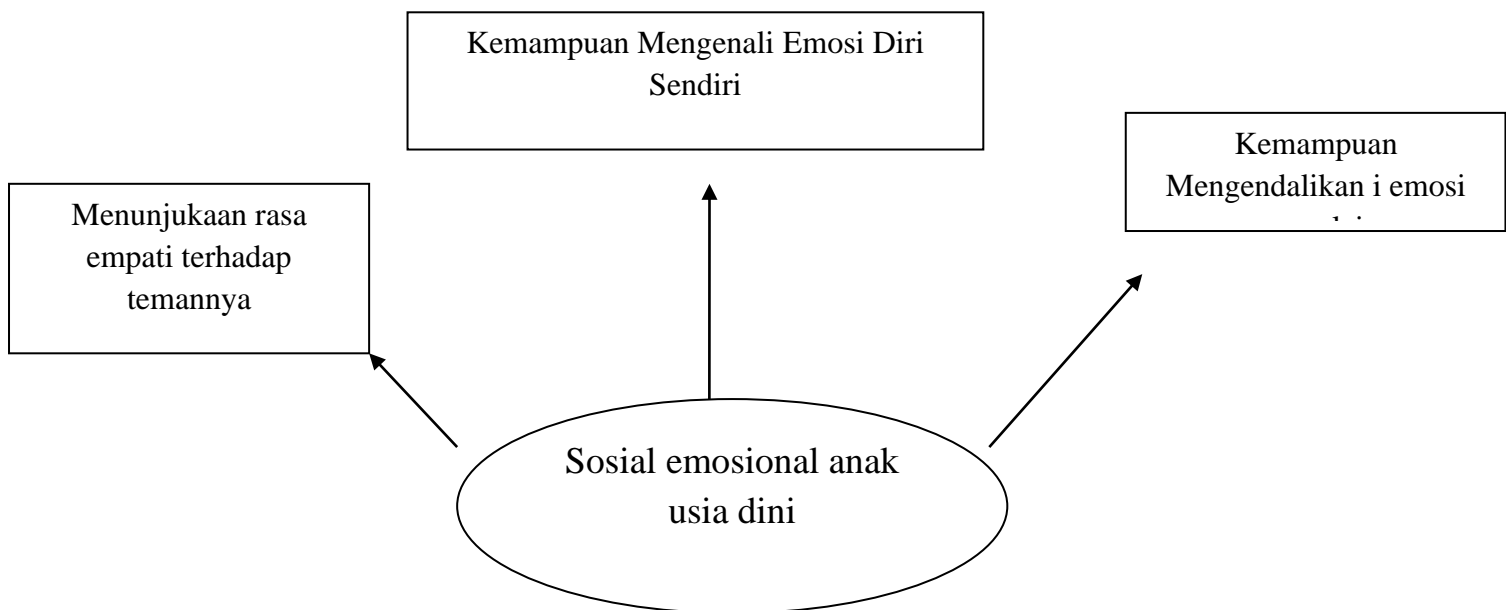 Kemampuan Mengenali Emosi Diri
Sendiri
Kemampuan
Mengendalikan i emosi
Menunjukaan rasa
empati terhadap
temannya
Sosial emosional anak
usia dini